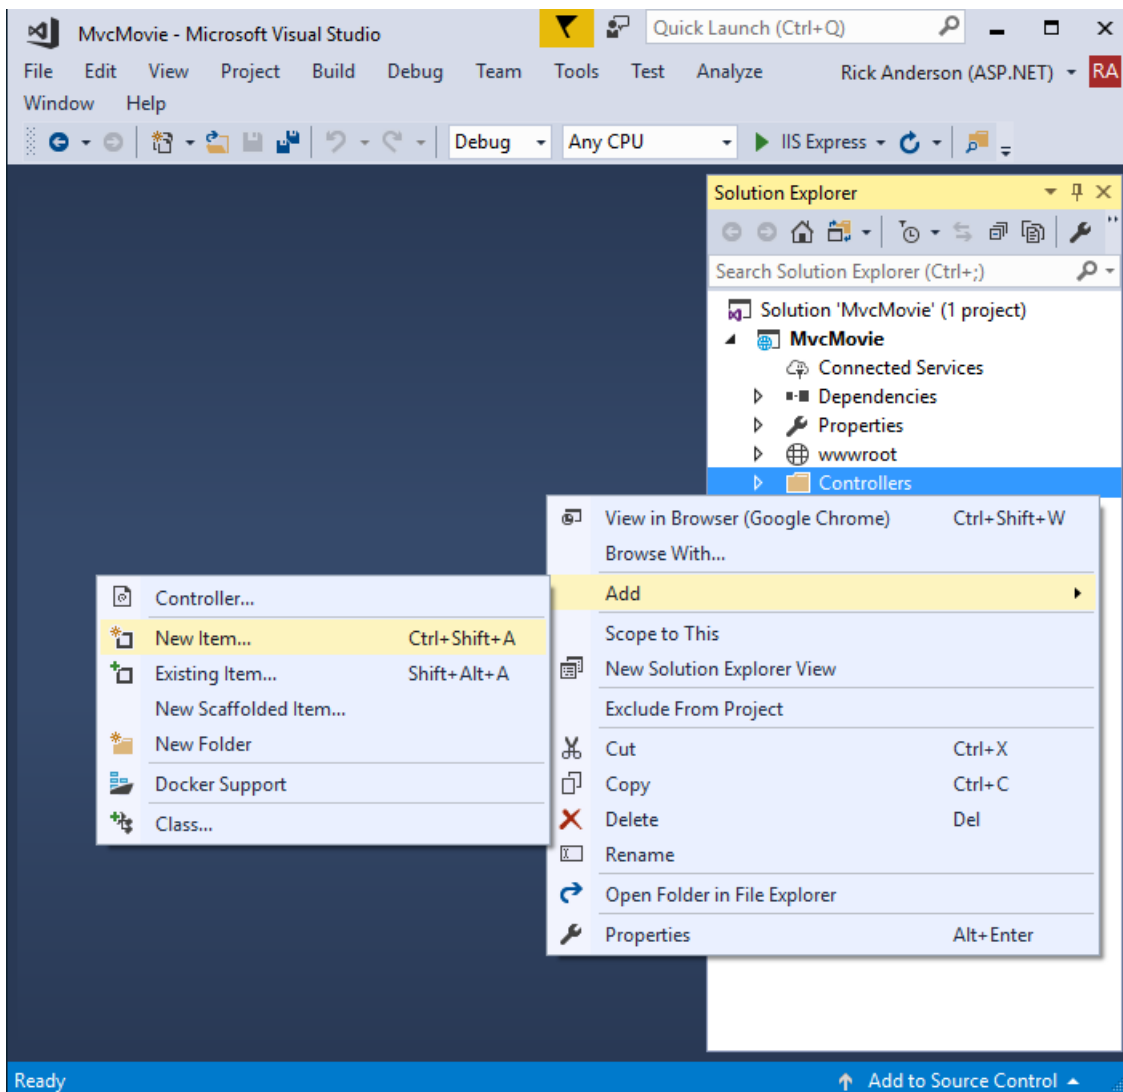 MvcMovie - Microsoft Visual Studio
Quick Launch (Ctrl+Q)
File Edit View Project Build Debug Team Tools Test Analyze Rick Anderson (ASP.NET) RA
Window Help
Debug Any CPU IIS Express
Solution Explorer
Search Solution Explorer (Ctrl+;)
Solution 'MvcMovie' (1 project)
MvcMovie
Connected Services
Dependencies
Properties
wwwroot
Controllers
View in Browser (Google Chrome) Ctrl+Shift+W
Browse With...
Add
Scope to This
New Solution Explorer View
Exclude From Project
Cut Ctrl+X
Copy Ctrl+C
Delete Del
Rename
Open Folder in File Explorer
Properties Alt+Enter
Controller...
New Item... Ctrl+Shift+A
Existing Item... Shift+Alt+A
New Scaffolded Item...
New Folder
Docker Support
Class...
Ready
Add to Source Control